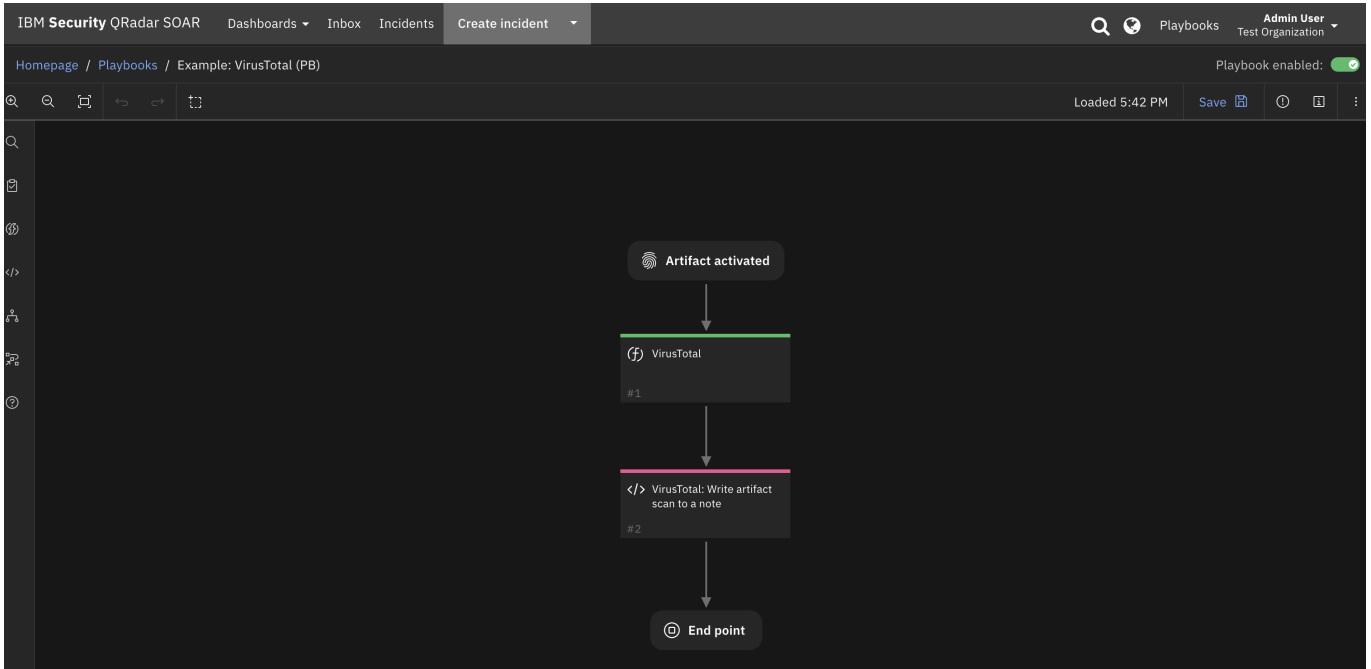 IBM Security QRadar SOAR Dashboards Inbox Incidents Create incident Playbooks Admin User
Test Organization
Homepage / Playbooks / Example: VirusTotal (PB) Playbook enabled:
Loaded 5:42 PM Save
Artifact activated
VirusTotal
#1
VirusTotal: Write artifact
scan to a note
#2
End point